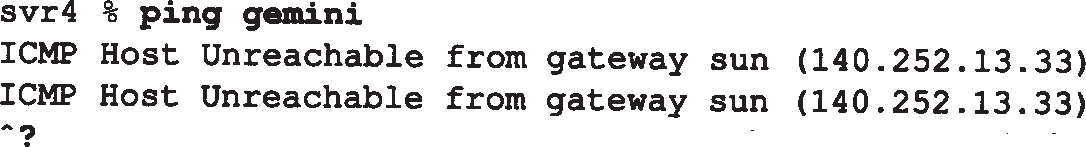 svr4 % ping gemini
ICMP Host Unreachable from gateway sun (140.252.13.33)
ICMP Host Unreachable from gateway sun (140.252.13.33)
^?